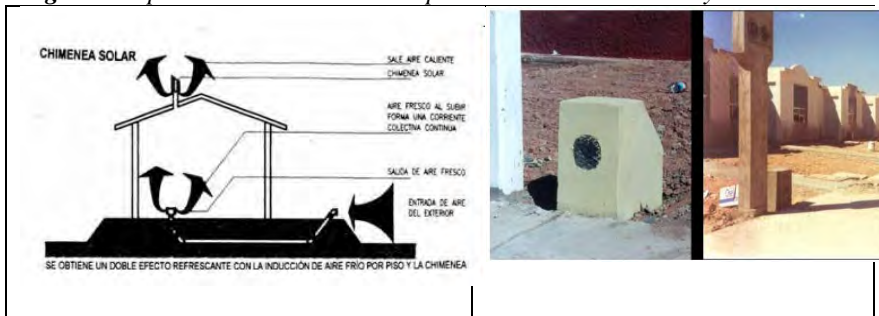 CHIMENEA SOLAR
SALE AIRE CALIENTE
CHIMENEA SOLAR
AIRE FRESCO AL SUBIR
FORMA UNA CORRIENTE
COLECTIVA CONTINUA
SALIDA DE AIRE FRESCO
ENTRADA DE AIRE
DEL EXTERIOR
SE OBTIENE UN DOBLE EFECTO REFRESCANTE CON LA INDUCCIÓN DE AIRE FRÍO POR PISO Y LA CHIMENEA